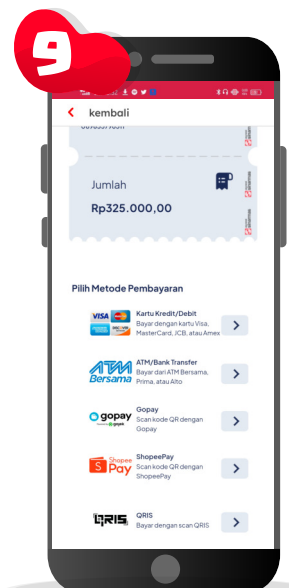 9
kembali
Jumlah
Rp325.000,00
Pilih Metode Pembayaran
VISA
Kartu Kredit/Debit
Bayar dengan kartu Visa,
MasterCard, JCB, atau Amex
ATM
Bersama
ATM/Bank Transfer
Bayar dari ATM Bersama,
Prima, atau Alto
gopay
Gopay
Scan kode QR dengan
Gopay
Shopee
Pay
ShopeePay
Scan kode QR dengan
ShopeePay
QRIS
QRIS
Bayar dengan scan QRIS